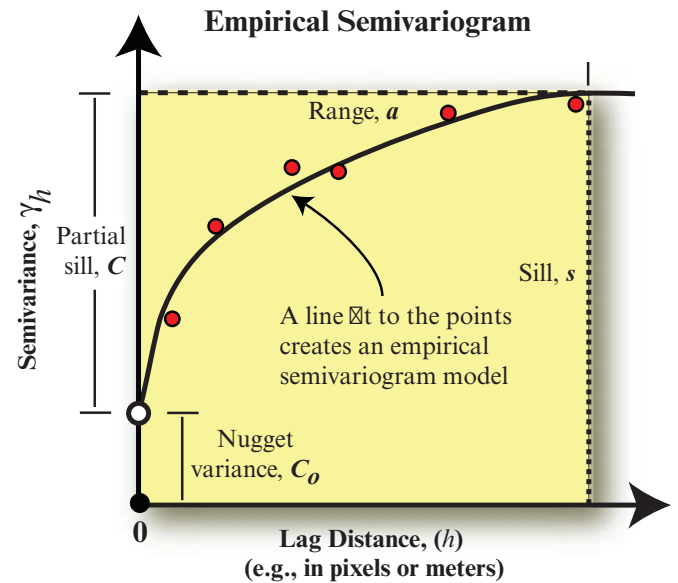 Empirical Semivariogram
Range, a
Semivariance, γh
Partial
sill, C
Sill, s
A line ☒t to the points
creates an empirical
semivariogram model
Nugget
variance, Co
0
Lag Distance, (h)
(e.g., in pixels or meters)